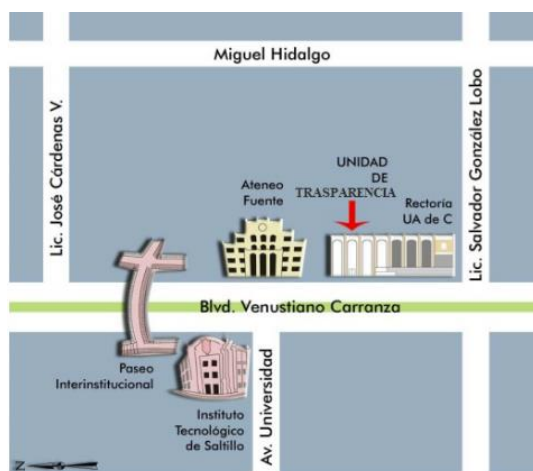 Miguel Hidalgo
Lic. José Cárdenas V.
Lic. Salvador González Lobo
UNIDAD
DE
TRASPARENCIA
Ateneo
Fuente
Rectoría
UA de C
Blvd. Venustiano Carranza
Paseo
Interinstitucional
Instituto
Tecnológico
de Saltillo
Av. Universidad
N